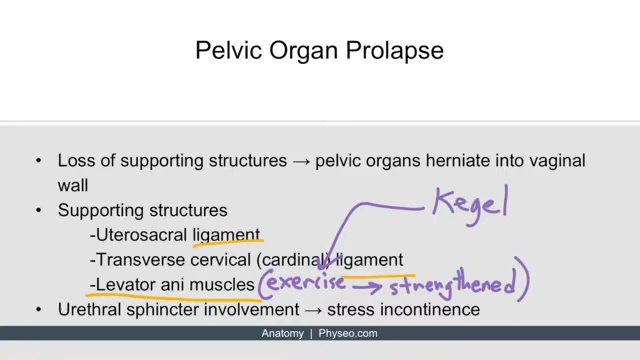 Pelvic Organ Prolapse
• Loss of supporting structures → pelvic organs herniate into vaginal
wall
Kegel
• Supporting structures
-Uterosacral ligament
-Transverse cervical (cardinal) ligament
-Levator ani muscles (exercise → strengthened)
• Urethral sphincter involvement → stress incontinence
Anatomy | Physeo.com